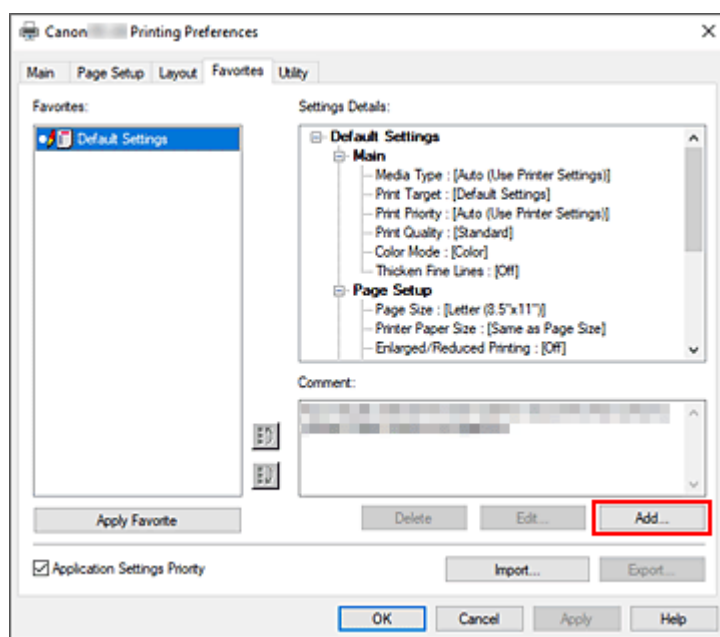 Canon Printing Preferences
Main Page Setup Layout Favorites Utility
Favorites:
Default Settings
Settings Details:
Default Settings
Main
Media Type : [Auto (Use Printer Settings)]
Print Target : [Default Settings]
Print Priority : [Auto (Use Printer Settings)]
Print Quality : [Standard]
Color Mode : [Color]
Thicken Fine Lines : [Off]
Page Setup
Page Size : [Letter (8.5"x11")]
Printer Paper Size : [Same as Page Size]
Enlarged/Reduced Printing : [Off]
Comment:
Apply Favorite
Delete Edit... Add...
Application Settings Priority
Import... Export...
OK Cancel Apply Help